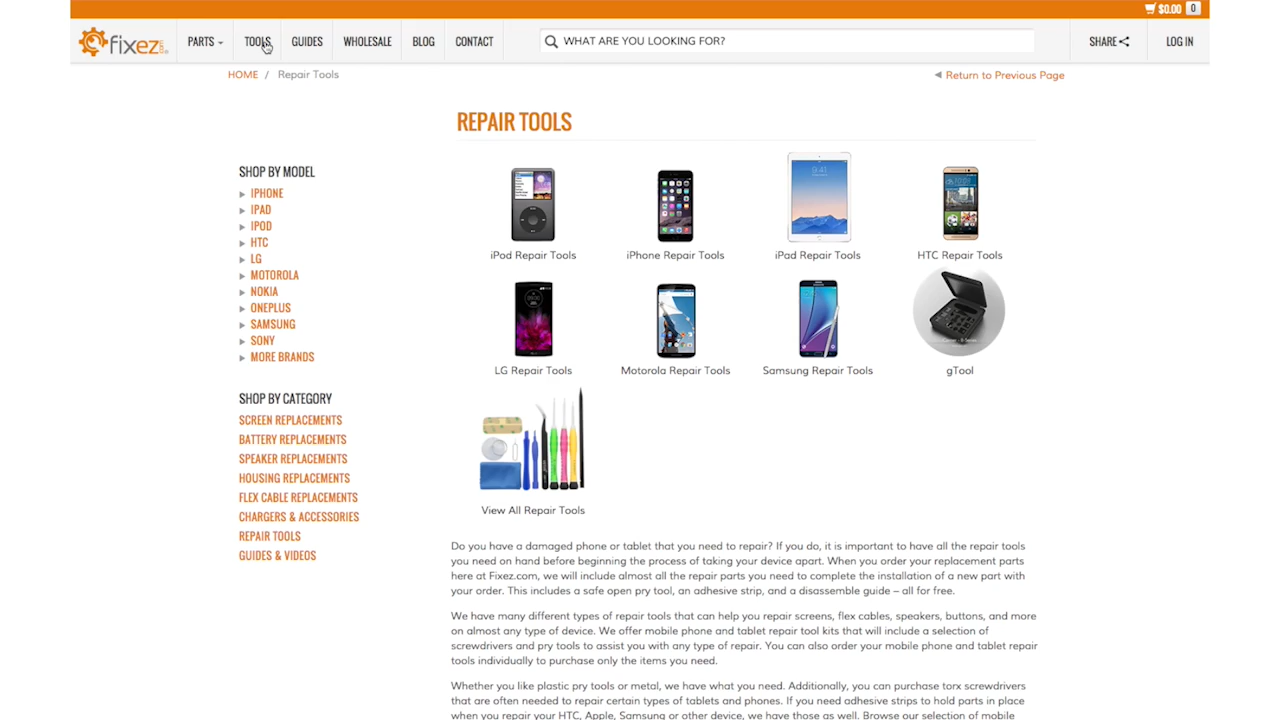 $0.00 0
fixez.com PARTS TOOLS GUIDES WHOLESALE BLOG CONTACT WHAT ARE YOU LOOKING FOR? SHARE LOG IN
HOME / Repair Tools Return to Previous Page
REPAIR TOOLS
SHOP BY MODEL
IPHONE
IPAD
IPOD
HTC
LG
MOTOROLA
NOKIA
ONEPLUS
SAMSUNG
SONY
MORE BRANDS
SHOP BY CATEGORY
SCREEN REPLACEMENTS
BATTERY REPLACEMENTS
SPEAKER REPLACEMENTS
HOUSING REPLACEMENTS
FLEX CABLE REPLACEMENTS
CHARGERS & ACCESSORIES
REPAIR TOOLS
GUIDES & VIDEOS
iPod Repair Tools iPhone Repair Tools iPad Repair Tools HTC Repair Tools
LG Repair Tools Motorola Repair Tools Samsung Repair Tools gTool
View All Repair Tools
Do you have a damaged phone or tablet that you need to repair? If you do, it is important to have all the repair tools
you need on hand before beginning the process of taking your device apart. When you order your replacement parts
here at Fixez.com, we will include almost all the repair parts you need to complete the installation of a new part with
your order. This includes a safe open pry tool, an adhesive strip, and a disassemble guide – all for free.
We have many different types of repair tools that can help you repair screens, flex cables, speakers, buttons, and more
on almost any type of device. We offer mobile phone and tablet repair tool kits that will include a selection of
screwdrivers and pry tools to assist you with any type of repair. You can also order your mobile phone and tablet repair
tools individually to purchase only the items you need.
Whether you like plastic pry tools or metal, we have what you need. Additionally, you can purchase torx screwdrivers
that are often needed to repair certain types of tablets and phones. If you need adhesive strips to hold parts in place
when you repair your HTC, Apple, Samsung or other device, we have those as well. Browse our selection of mobile